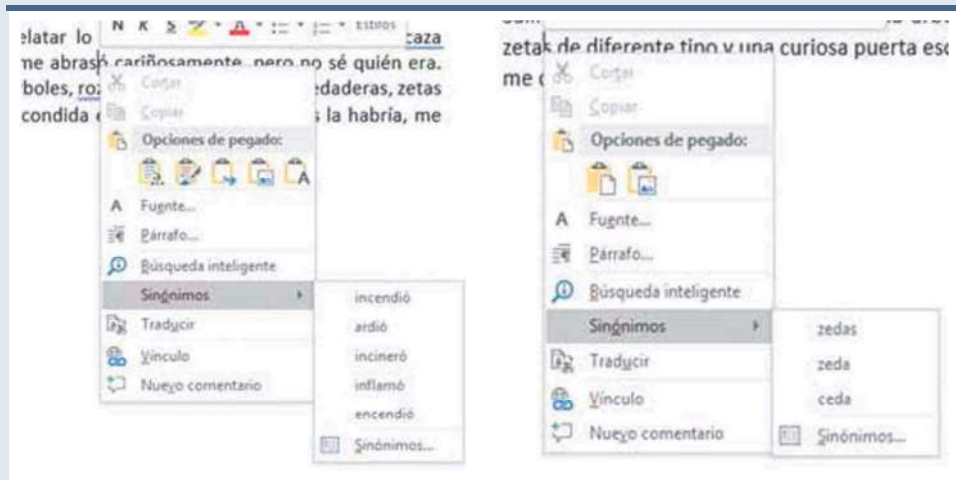 N K S A Estilos
elatar lo caza
me abrasó cariñosamente, pero no sé quién era.
boles, roz edaderas, zetas
condida s la habría, me
Cortar
Copiar
Opciones de pegado:
A Fuente...
Párrafo...
Búsqueda inteligente
Sinónimos
Traducir
Vínculo
Nuevo comentario
incendió
ardió
incineró
inflamó
encendió
Sinónimos...
zetas de diferente tipo y una curiosa puerta esc
me
Cortar
Copiar
Opciones de pegado:
A Fuente...
Párrafo...
Búsqueda inteligente
Sinónimos
Traducir
Vínculo
Nuevo comentario
zedas
zeda
ceda
Sinónimos...